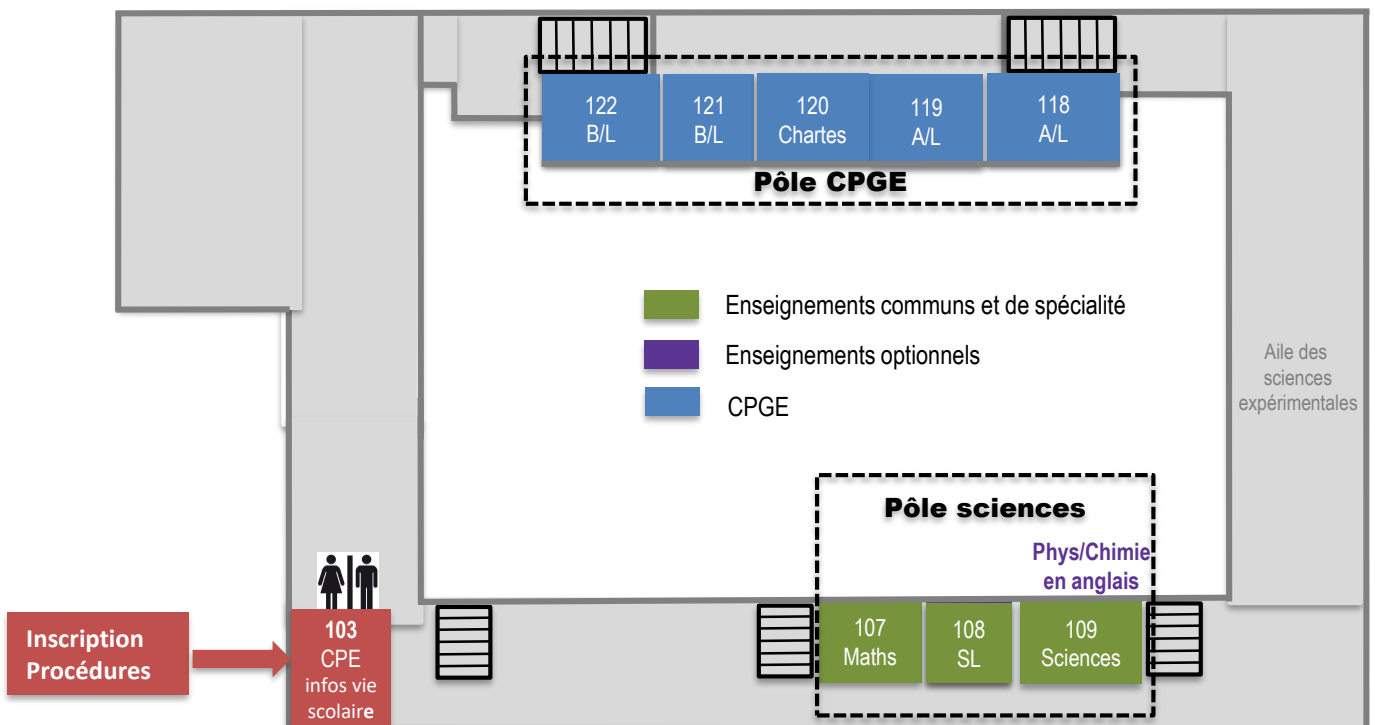 122
B/L
121
B/L
120
Chartes
119
A/L
118
A/L
Pôle CPGE
Enseignements communs et de spécialité
Enseignements optionnels
CPGE
Aile des
sciences
expérimentales
Pôle sciences
Phys/Chimie
en anglais
107
Maths
108
SL
109
Sciences
Inscription
Procédures
103
CPE
infos vie
scolaire